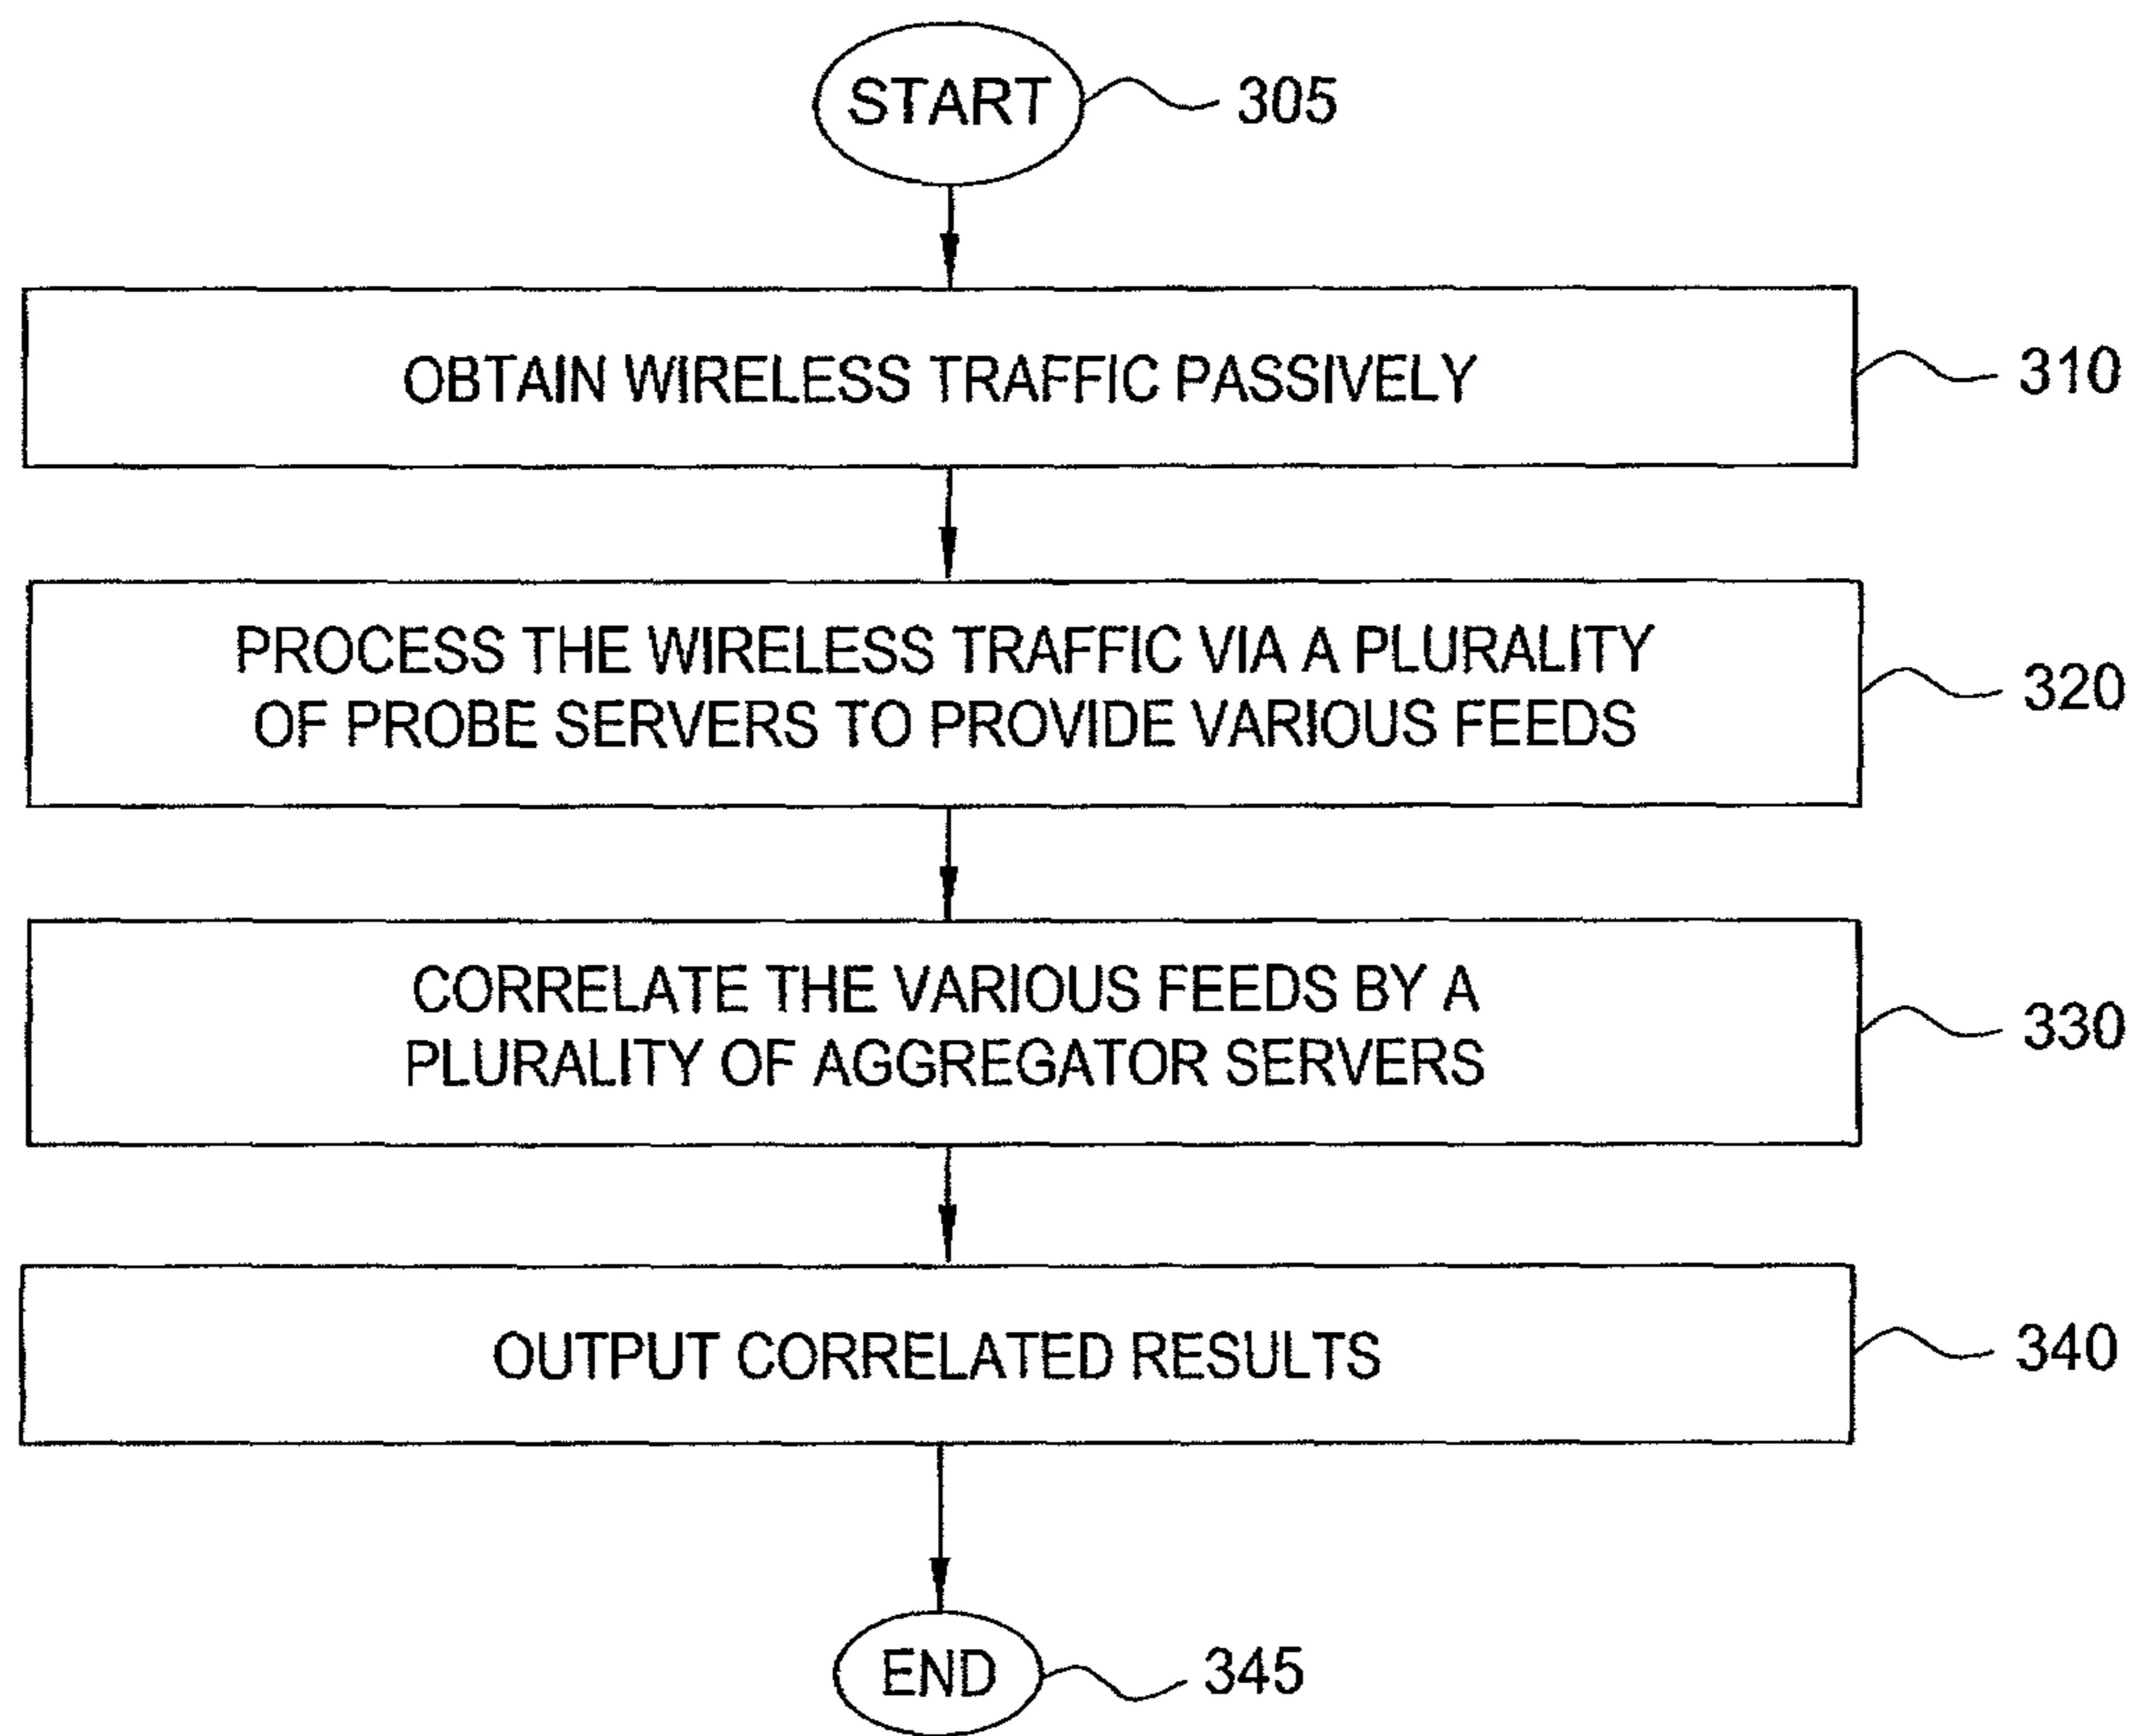 START
305
OBTAIN WIRELESS TRAFFIC PASSIVELY
310
PROCESS THE WIRELESS TRAFFIC VIA A PLURALITY
OF PROBE SERVERS TO PROVIDE VARIOUS FEEDS
320
CORRELATE THE VARIOUS FEEDS BY A
PLURALITY OF AGGREGATOR SERVERS
330
OUTPUT CORRELATED RESULTS
340
END
345